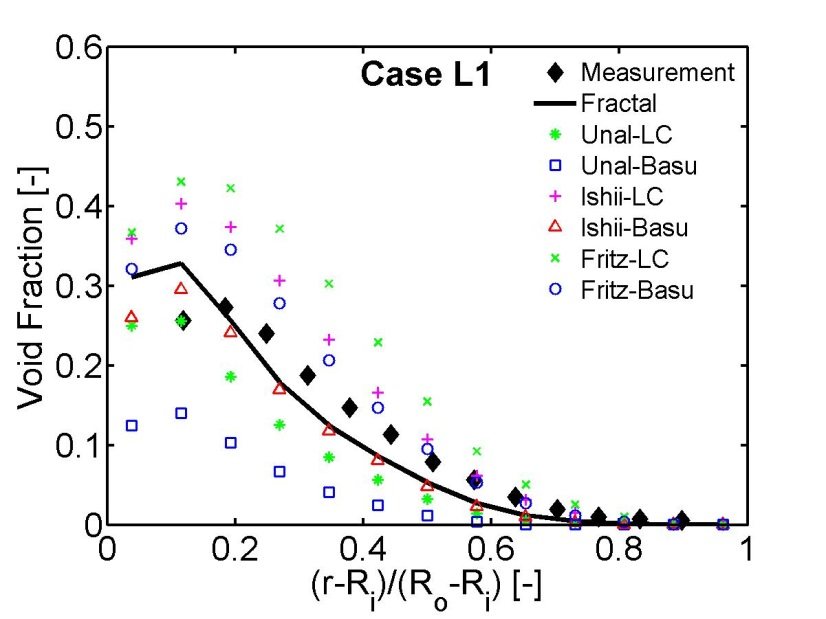 Case L1
Measurement
Fractal
Unal-LC
Unal-Basu
Ishii-LC
Ishii-Basu
Fritz-LC
Fritz-Basu
Void Fraction [-]
0.6
0.5
0.4
0.3
0.2
0.1
0
0 0.2 0.4 0.6 0.8 1
(r-Ri)/(Ro-Ri) [-]